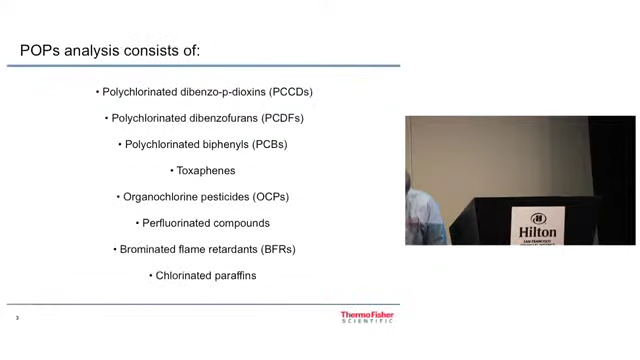 POPs analysis consists of:
• Polychlorinated dibenzo-p-dioxins (PCCDs)
• Polychlorinated dibenzofurans (PCDFs)
• Polychlorinated biphenyls (PCBs)
• Toxaphenes
• Organochlorine pesticides (OCPs)
• Perfluorinated compounds
• Brominated flame retardants (BFRs)
• Chlorinated paraffins
3
ThermoFisher
SCIENTIFIC
Hilton
SAN FRANCISCO